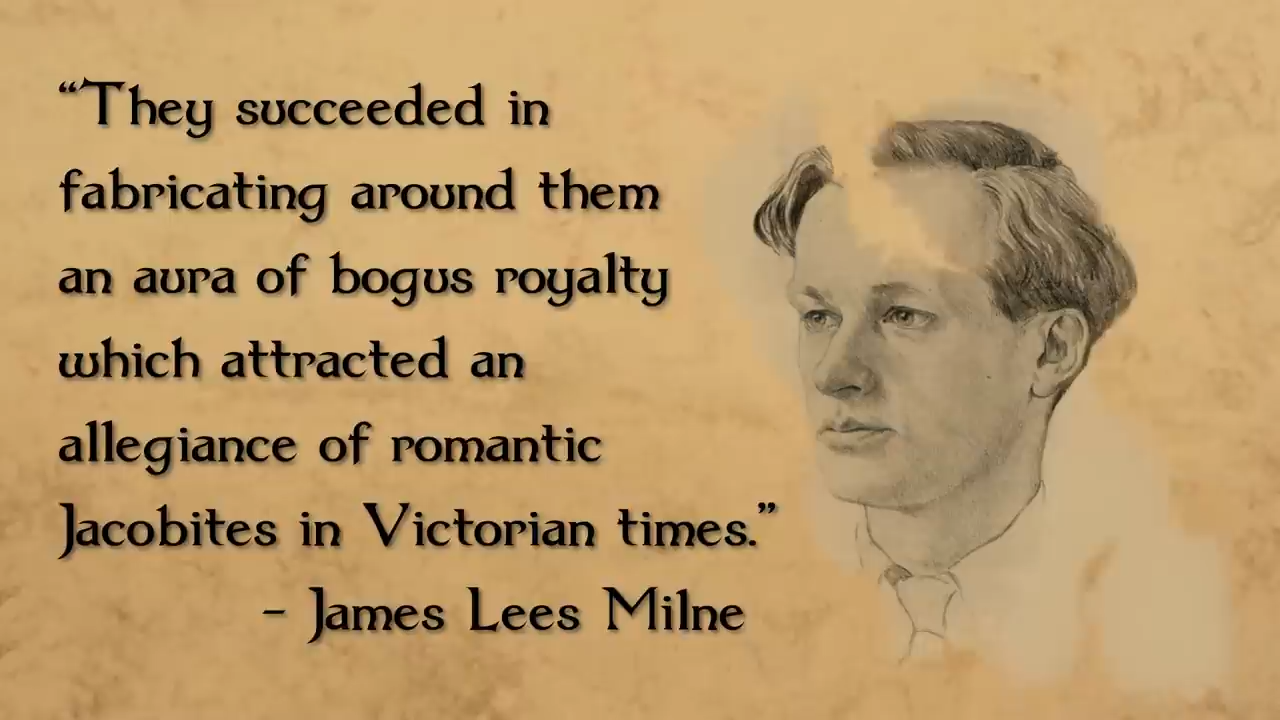 “They succeeded in
fabricating around them
an aura of bogus royalty
which attracted an
allegiance of romantic
Jacobites in Victorian times.”
- James Lees Milne